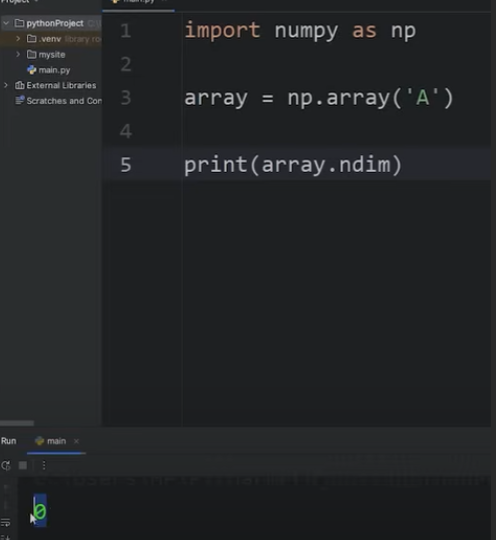 pythonProject
.venv library ro
mysite
main.py
External Libraries
Scratches and Con
main.py
1 import numpy as np
2
3 array = np.array('A')
4
5 print(array.ndim)
Run main
0